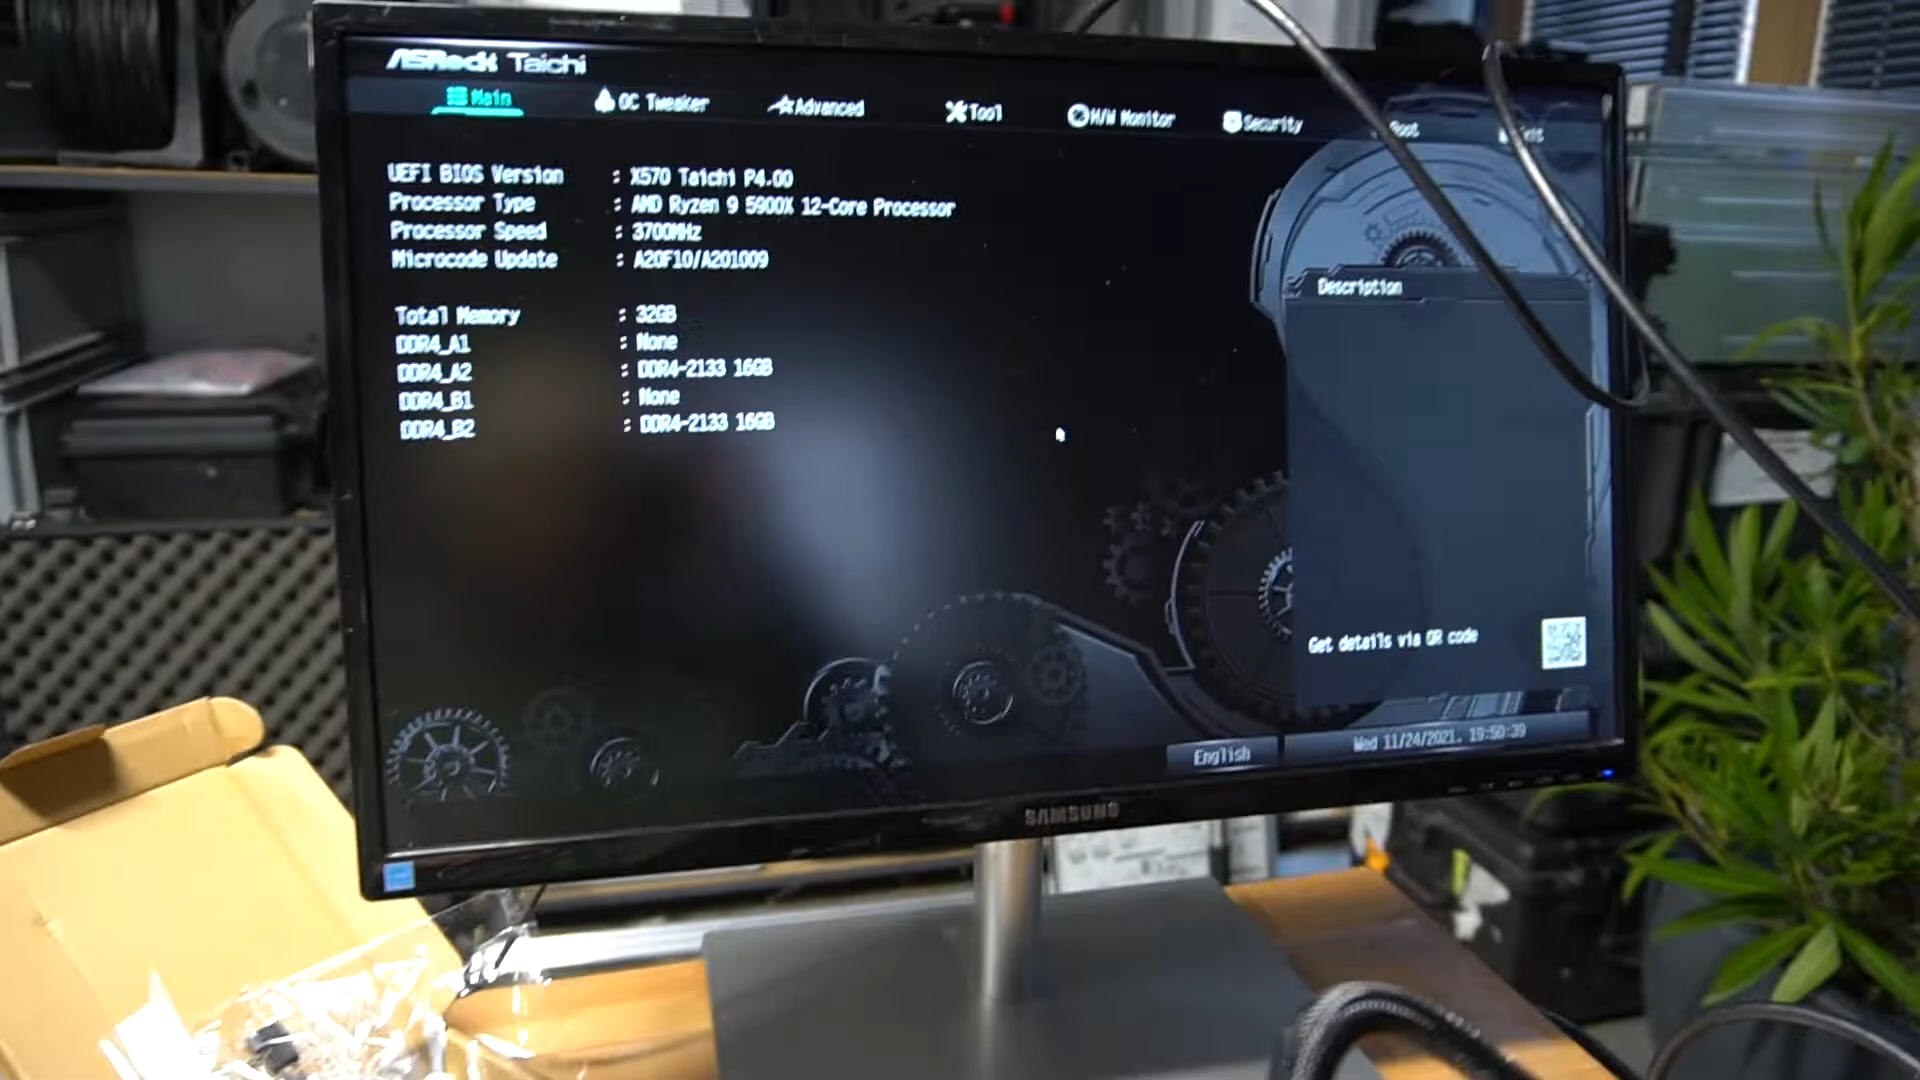 ASRock Taichi
Main OC Tweaker Advanced Tool H/W Monitor Security Boot Exit
UEFI BIOS Version : X570 Taichi P4.00
Processor Type : AMD Ryzen 9 5900X 12-Core Processor
Processor Speed : 3700MHz
Microcode Update : A20F10/A201009
Total Memory : 32GB
DDR4_A1 : None
DDR4_A2 : DDR4-2133 16GB
DDR4_B1 : None
DDR4_B2 : DDR4-2133 16GB
Description
Get details via QR code
English
Wed 11/24/2021. 19:50:39
SAMSUNG